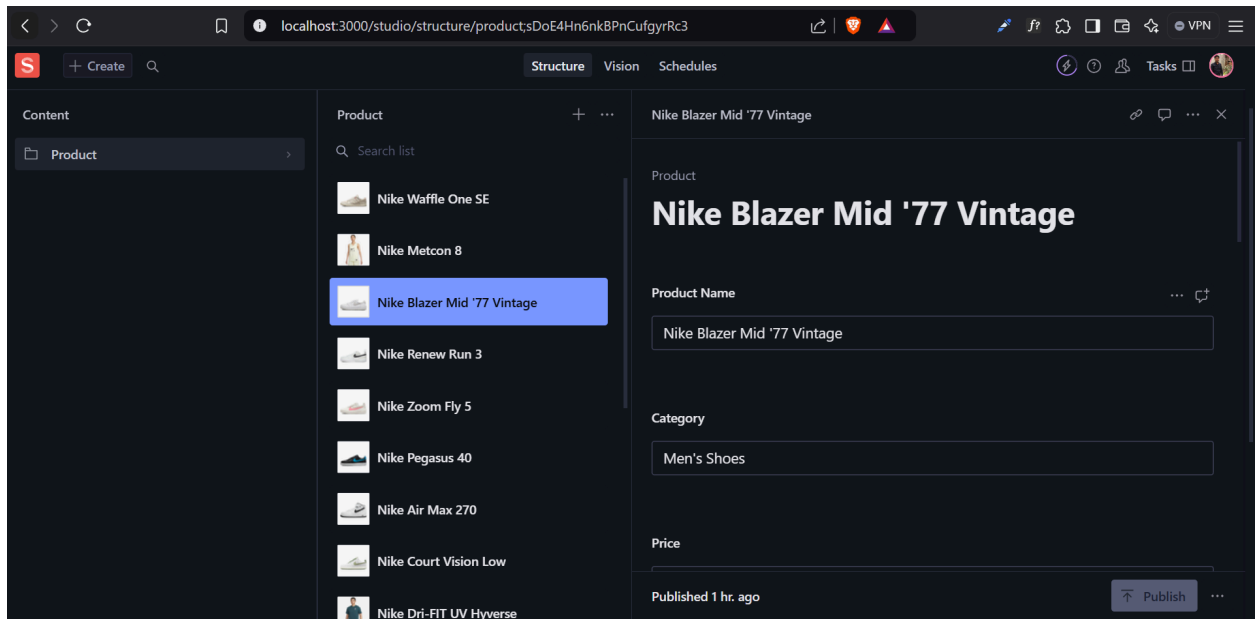 localhost:3000/studio/structure/product;sDoE4Hn6nkBPnCufgyrRc3
VPN
S
+ Create
Structure
Vision
Schedules
Tasks
Content
Product
Product
Search list
Nike Waffle One SE
Nike Metcon 8
Nike Blazer Mid '77 Vintage
Nike Renew Run 3
Nike Zoom Fly 5
Nike Pegasus 40
Nike Air Max 270
Nike Court Vision Low
Nike Dri-FIT UV Hyverse
Nike Blazer Mid '77 Vintage
Product
Nike Blazer Mid '77 Vintage
Product Name
Nike Blazer Mid '77 Vintage
Category
Men's Shoes
Price
Published 1 hr. ago
Publish